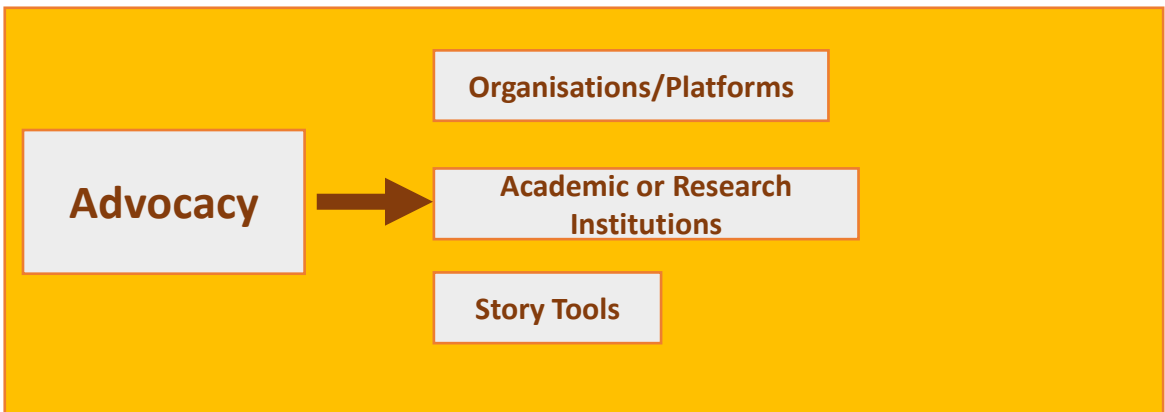 Organisations/Platforms
Advocacy
Academic or Research
Institutions
Story Tools